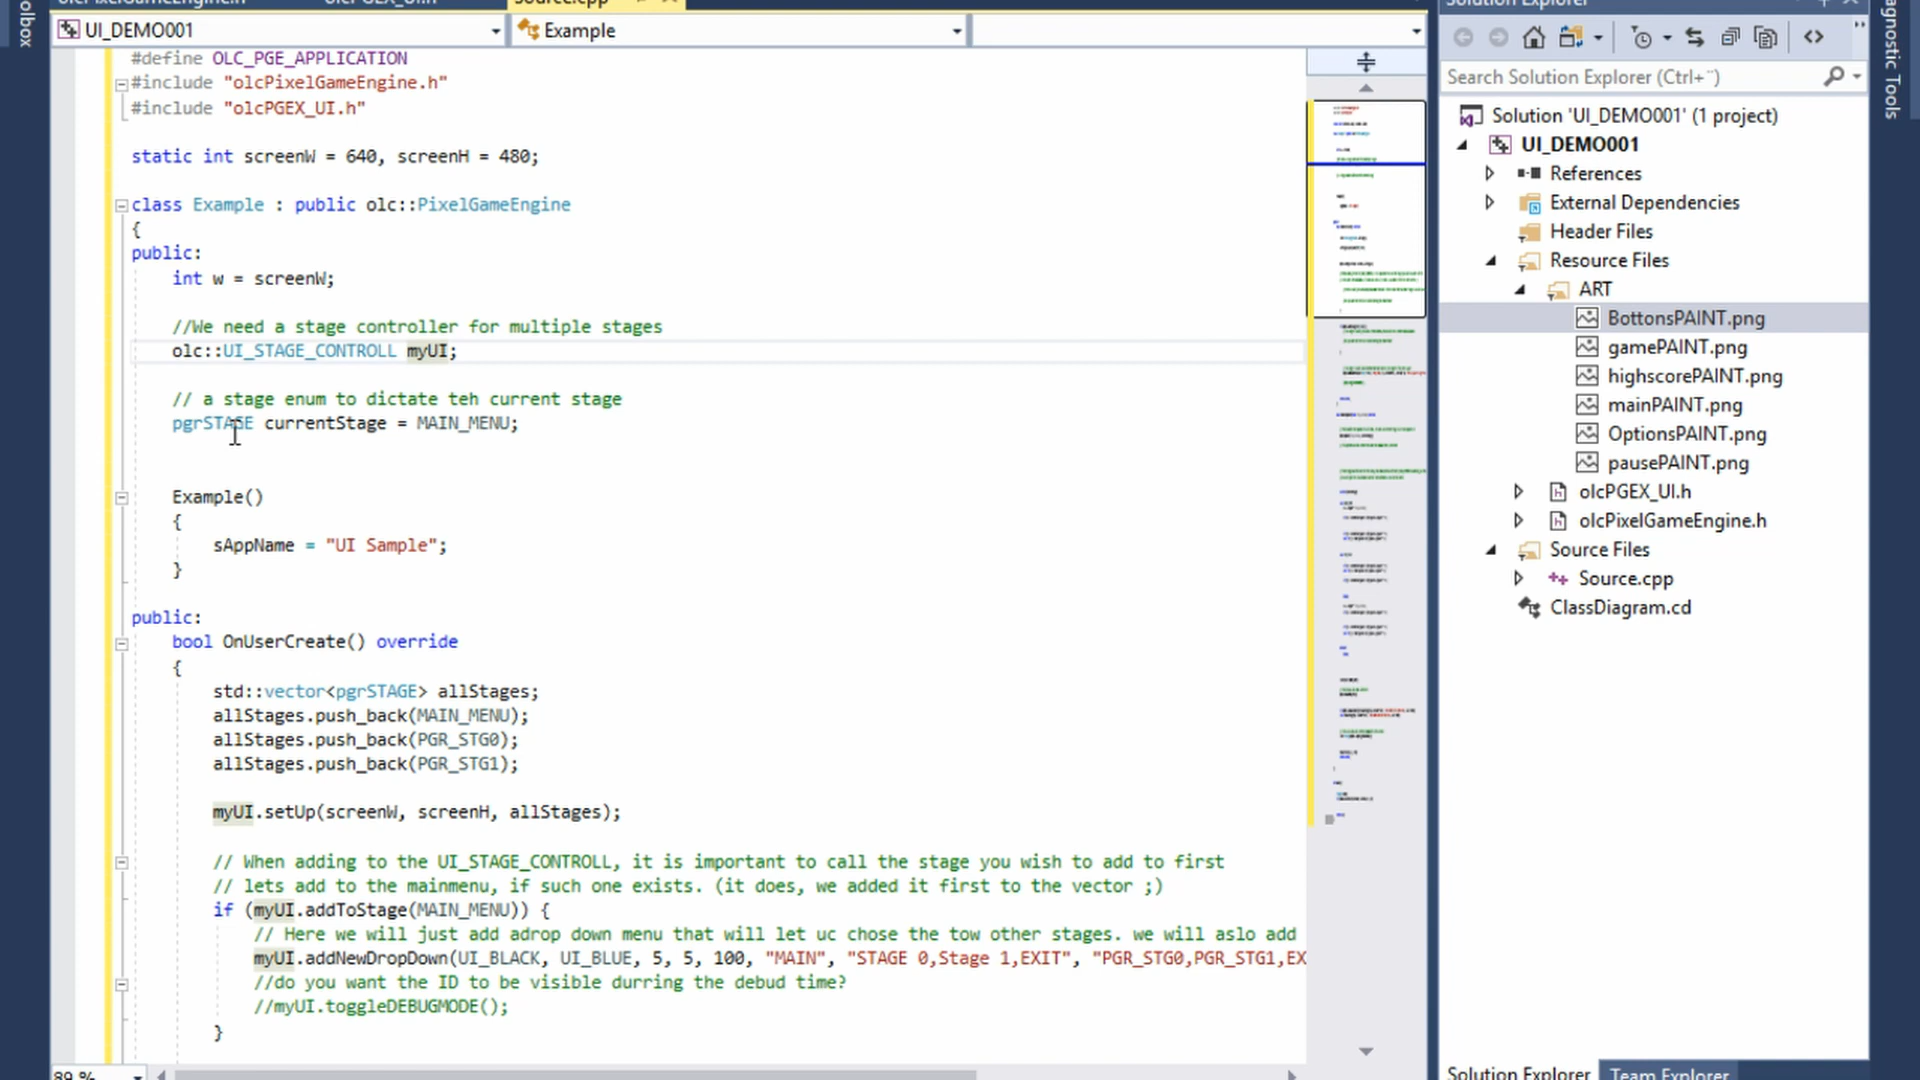 Source.cpp
Solution Explorer
UI_DEMO001
Example
#define OLC_PGE_APPLICATION
#include "olcPixelGameEngine.h"
#include "olcPGEX_UI.h"
static int screenW = 640, screenH = 480;
class Example : public olc::PixelGameEngine
{
public:
int w = screenW;
//We need a stage controller for multiple stages
olc::UI_STAGE_CONTROLL myUI;
// a stage enum to dictate teh current stage
pgrSTAGE currentStage = MAIN_MENU;
Example()
{
sAppName = "UI Sample";
}
public:
bool OnUserCreate() override
{
std::vector<pgrSTAGE> allStages;
allStages.push_back(MAIN_MENU);
allStages.push_back(PGR_STG0);
allStages.push_back(PGR_STG1);
myUI.setUp(screenW, screenH, allStages);
// When adding to the UI_STAGE_CONTROLL, it is important to call the stage you wish to add to first
// lets add to the mainmenu, if such one exists. (it does, we added it first to the vector ;)
if (myUI.addToStage(MAIN_MENU)) {
// Here we will just add adrop down menu that will let uc chose the tow other stages. we will aslo add
myUI.addNewDropDown(UI_BLACK, UI_BLUE, 5, 5, 100, "MAIN", "STAGE 0,Stage 1,EXIT", "PGR_STG0,PGR_STG1,EX
//do you want the ID to be visible durring the debud time?
//myUI.toggleDEBUGMODE();
}
89 %
Search Solution Explorer (Ctrl+¨)
Solution 'UI_DEMO001' (1 project)
UI_DEMO001
References
External Dependencies
Header Files
Resource Files
ART
BottonsPAINT.png
gamePAINT.png
highscorePAINT.png
mainPAINT.png
OptionsPAINT.png
pausePAINT.png
olcPGEX_UI.h
olcPixelGameEngine.h
Source Files
Source.cpp
ClassDiagram.cd
Solution Explorer
Team Explorer
agnostic Tools
olbox